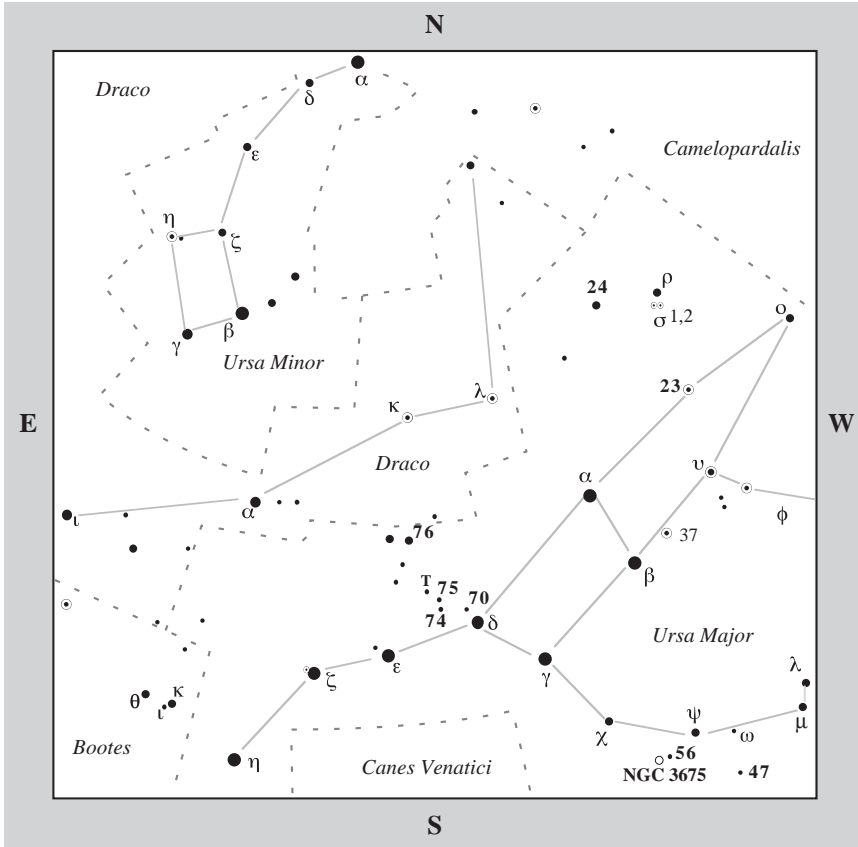 N
Draco
α
δ
ε
Camelopardalis
η
ζ
ρ
24
σ 1,2
ο
β
γ
Ursa Minor
23
λ
κ
E
W
Draco
υ
α
α
ι
φ
76
37
β
T
75
70
74
δ
Ursa Major
ε
γ
λ
ζ
θ
κ
ι
μ
χ
ψ
ω
Bootes
η
Canes Venatici
56
NGC 3675
47
S